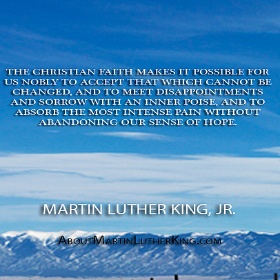 THE CHRISTIAN FAITH MAKES IT POSSIBLE FOR
US NOBLY TO ACCEPT THAT WHICH CANNOT BE
CHANGED, AND TO MEET DISAPPOINTMENTS
AND SORROW WITH AN INNER POISE, AND TO
ABSORB THE MOST INTENSE PAIN WITHOUT
ABANDONING OUR SENSE OF HOPE.
MARTIN LUTHER KING, JR.
ABOUTMARTINLUTHERKING.COM